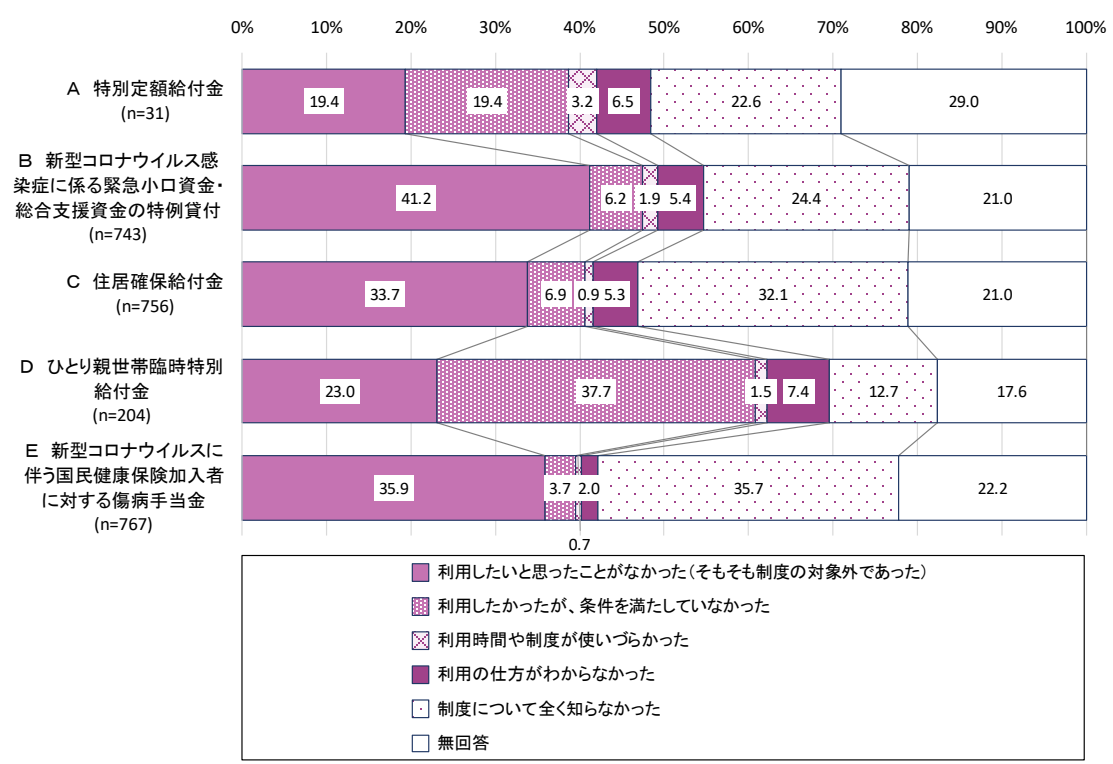 0% 10% 20% 30% 40% 50% 60% 70% 80% 90% 100%
A 特別定額給付金
(n=31)
19.4 19.4 3.2 6.5 22.6 29.0
B 新型コロナウイルス感
染症に係る緊急小口資金・
総合支援資金の特例貸付
(n=743)
41.2 6.2 1.9 5.4 24.4 21.0
C 住居確保給付金
(n=756)
33.7 6.9 0.9 5.3 32.1 21.0
D ひとり親世帯臨時特別
給付金
(n=204)
23.0 37.7 1.5 7.4 12.7 17.6
E 新型コロナウイルスに
伴う国民健康保険加入者
に対する傷病手当金
(n=767)
35.9 3.7 2.0 35.7 22.2
0.7
利用したいと思ったことがなかった(そもそも制度の対象外であった)
利用したかったが、条件を満たしていなかった
利用時間や制度が使いづらかった
利用の仕方がわからなかった
制度について全く知らなかった
無回答